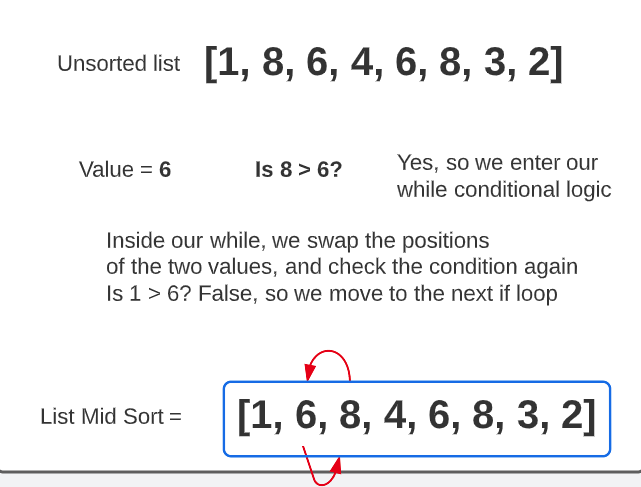 Unsorted list [1, 8, 6, 4, 6, 8, 3, 2]
Value = 6 Is 8 > 6? Yes, so we enter our
while conditional logic
Inside our while, we swap the positions
of the two values, and check the condition again
Is 1 > 6? False, so we move to the next if loop
List Mid Sort = [1, 6, 8, 4, 6, 8, 3, 2]